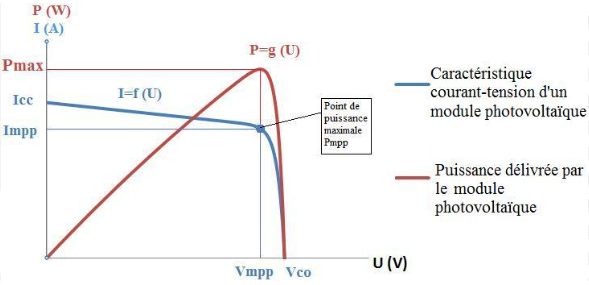 P (W)
I (A)
P=g (U)
Pmax
Icc
I=f (U)
Impp
Point de
puissance
maximale
Pmpp
Vmpp
Vco
U (V)
Caractéristique
courant-tension d'un
module photovoltaïque
Puissance délivrée par
le module
photovoltaïque